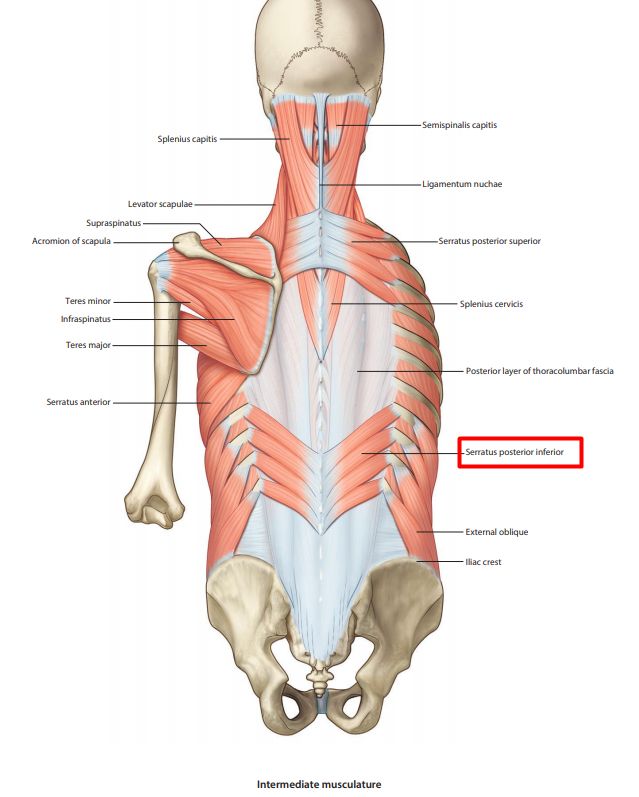 Semispinalis capitis
Splenius capitis
Ligamentum nuchae
Levator scapulae
Supraspinatus
Acromion of scapula
Serratus posterior superior
Teres minor
Splenius cervicis
Infraspinatus
Teres major
Posterior layer of thoracolumbar fascia
Serratus anterior
Serratus posterior inferior
External oblique
Iliac crest
Intermediate musculature